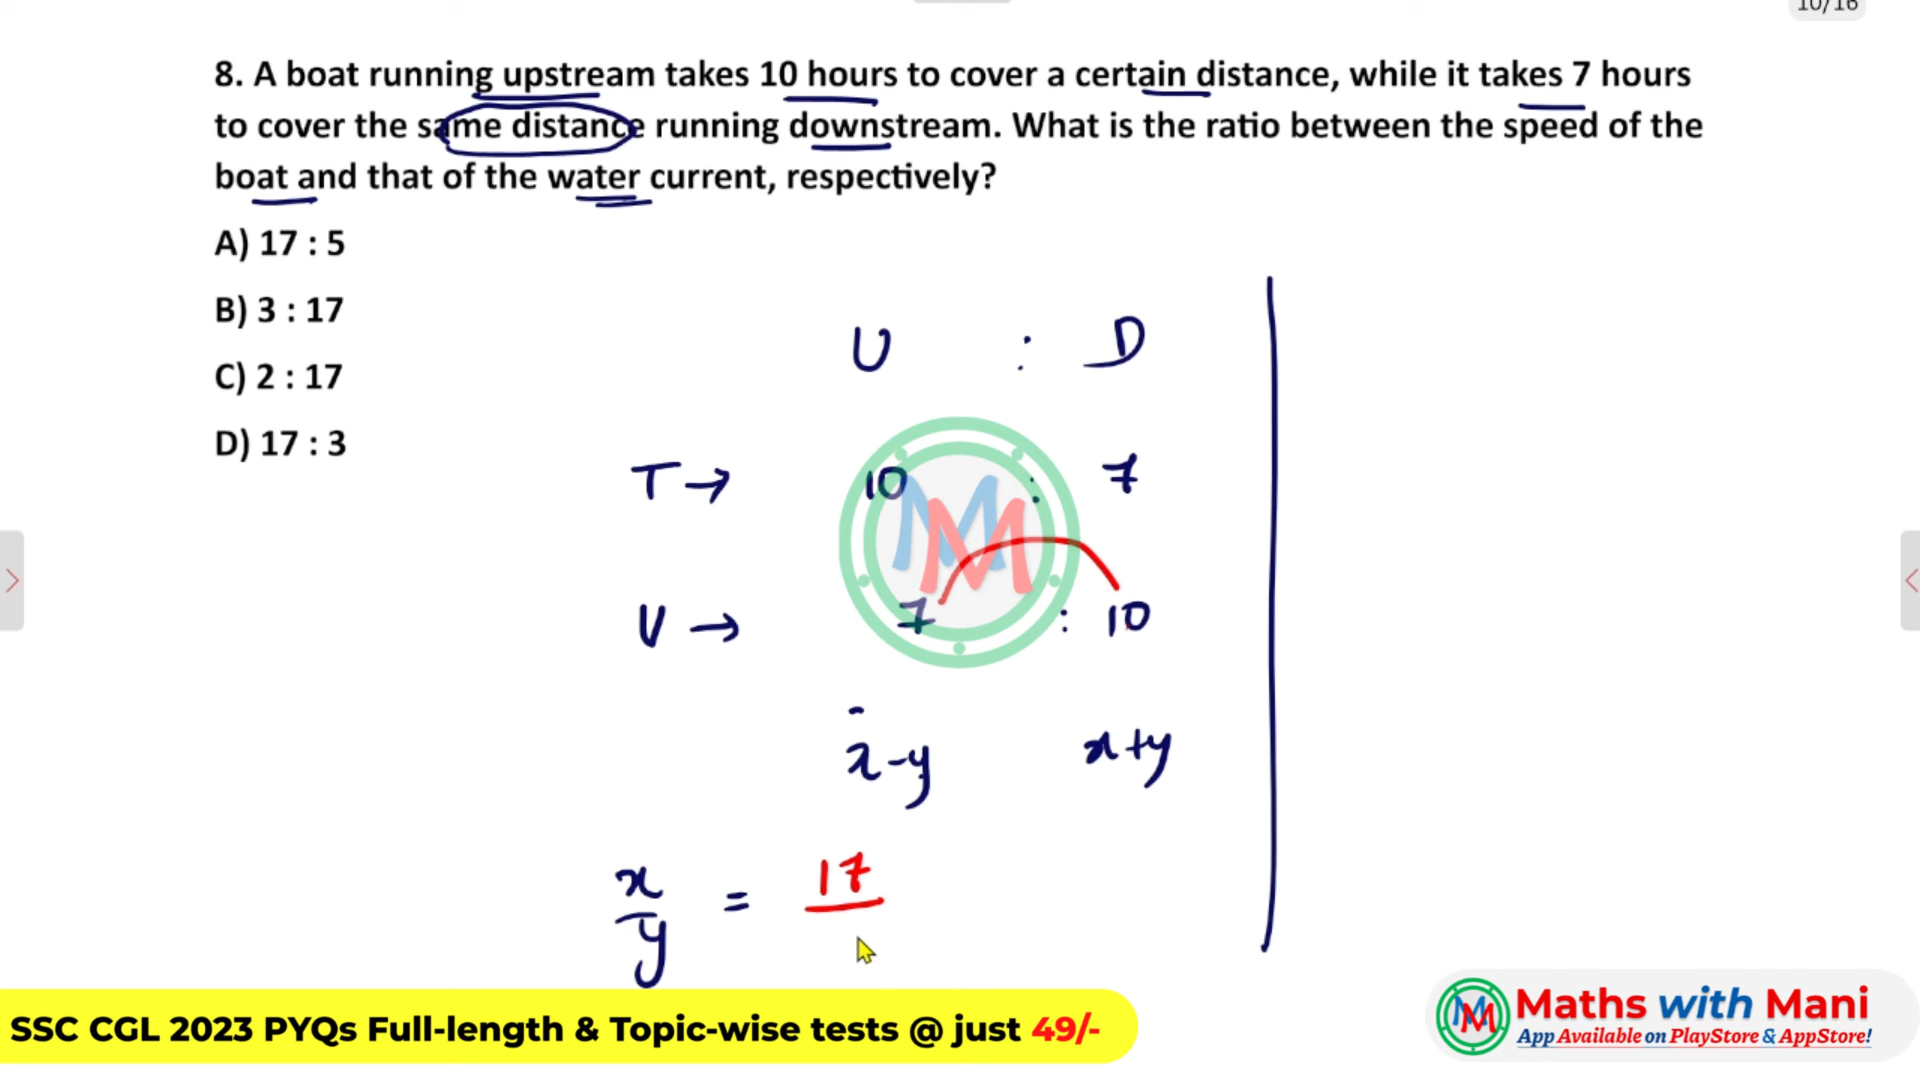 10/16
8. A boat running upstream takes 10 hours to cover a certain distance, while it takes 7 hours
to cover the same distance running downstream. What is the ratio between the speed of the
boat and that of the water current, respectively?
A) 17 : 5
B) 3 : 17
C) 2 : 17
D) 17 : 3
U : D
T → 10 : 7
MM
V → 7 : 10
x-y x+y
x/y = 17
SSC CGL 2023 PYQs Full-length & Topic-wise tests @ just 49/-
MM Maths with Mani
App Available on PlayStore & AppStore!